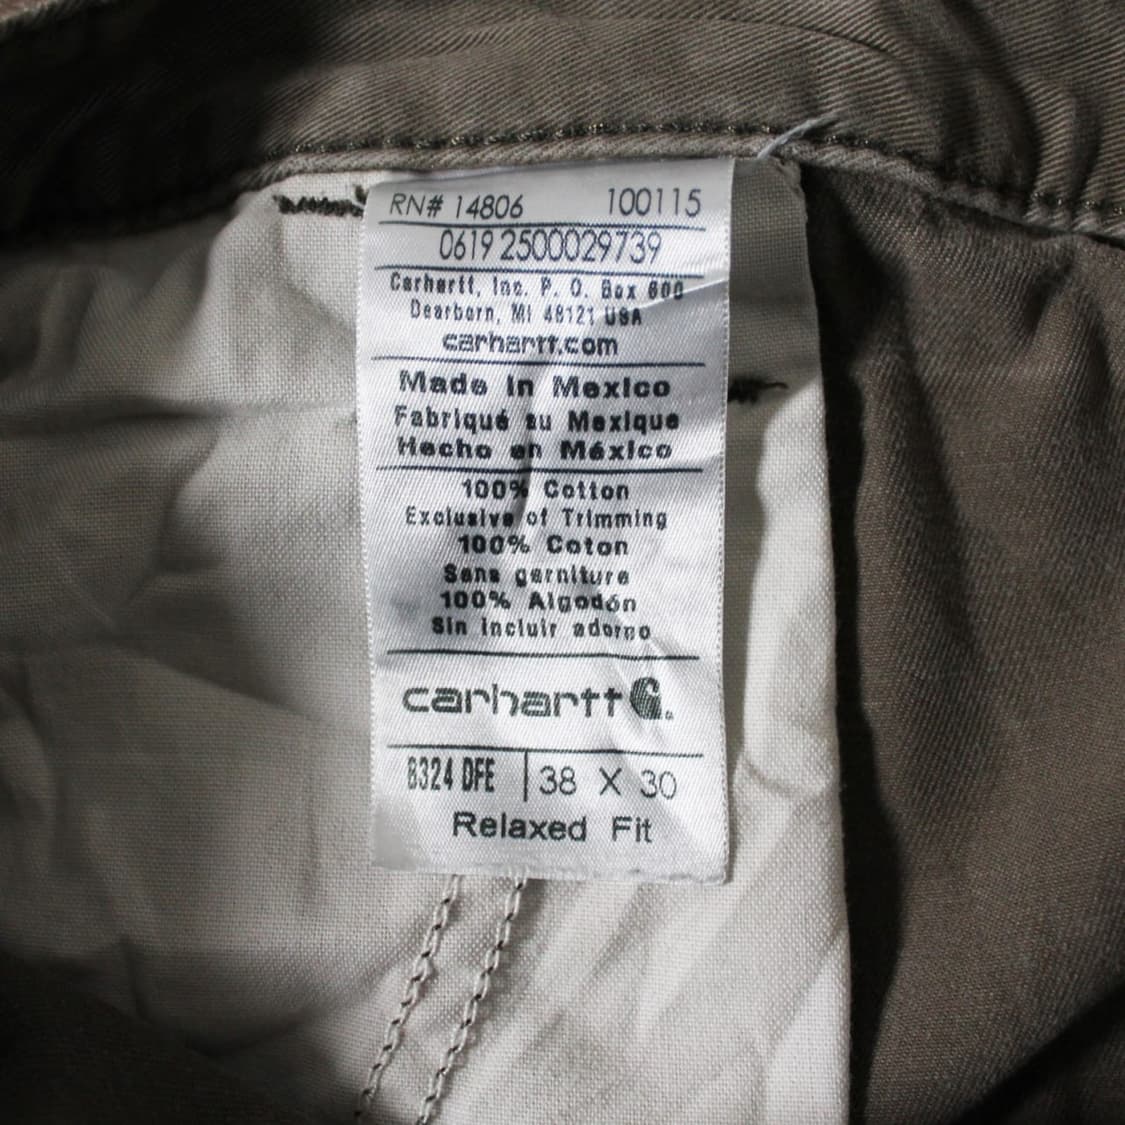 RN# 14806 100115
0619 2500029739
Carhartt, Inc. P. O. Box 600
Dearborn, MI 48121 USA
carhartt.com
Made In Mexico
Fabriqué au Mexique
Hecho en México
100% Cotton
Exclusive of Trimming
100% Coton
Sans garniture
100% Algodón
Sin incluir adorno
carhartt
B324 DFE 38 X 30
Relaxed Fit